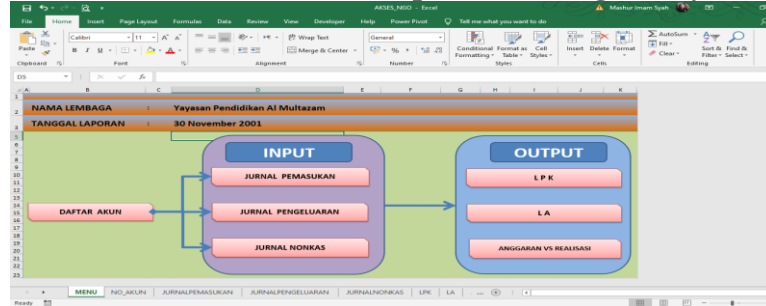 AKSES_NGO - Excel
Mashur Imam Syah
File Home Insert Page Layout Formulas Data Review View Developer Help Power Pivot Tell me what you want to do
Calibri 11 A A Wrap Text General AutoSum
Paste B I U A Merge & Center % Conditional Format as Cell Insert Delete Format Fill Sort & Find &
Formatting Table Styles Clear Filter Select
Clipboard Font Alignment Number Styles Cells Editing
D5 fx
A B C D E F G H I J K
NAMA LEMBAGA : Yayasan Pendidikan Al Multazam
TANGGAL LAPORAN : 30 November 2001
INPUT OUTPUT
JURNAL PEMASUKAN L P K
DAFTAR AKUN JURNAL PENGELUARAN L A
JURNAL NONKAS ANGGARAN VS REALISASI
MENU NO_AKUN JURNALPEMASUKAN JURNALPENGELUARAN JURNALNONKAS LPK LA ...
Ready